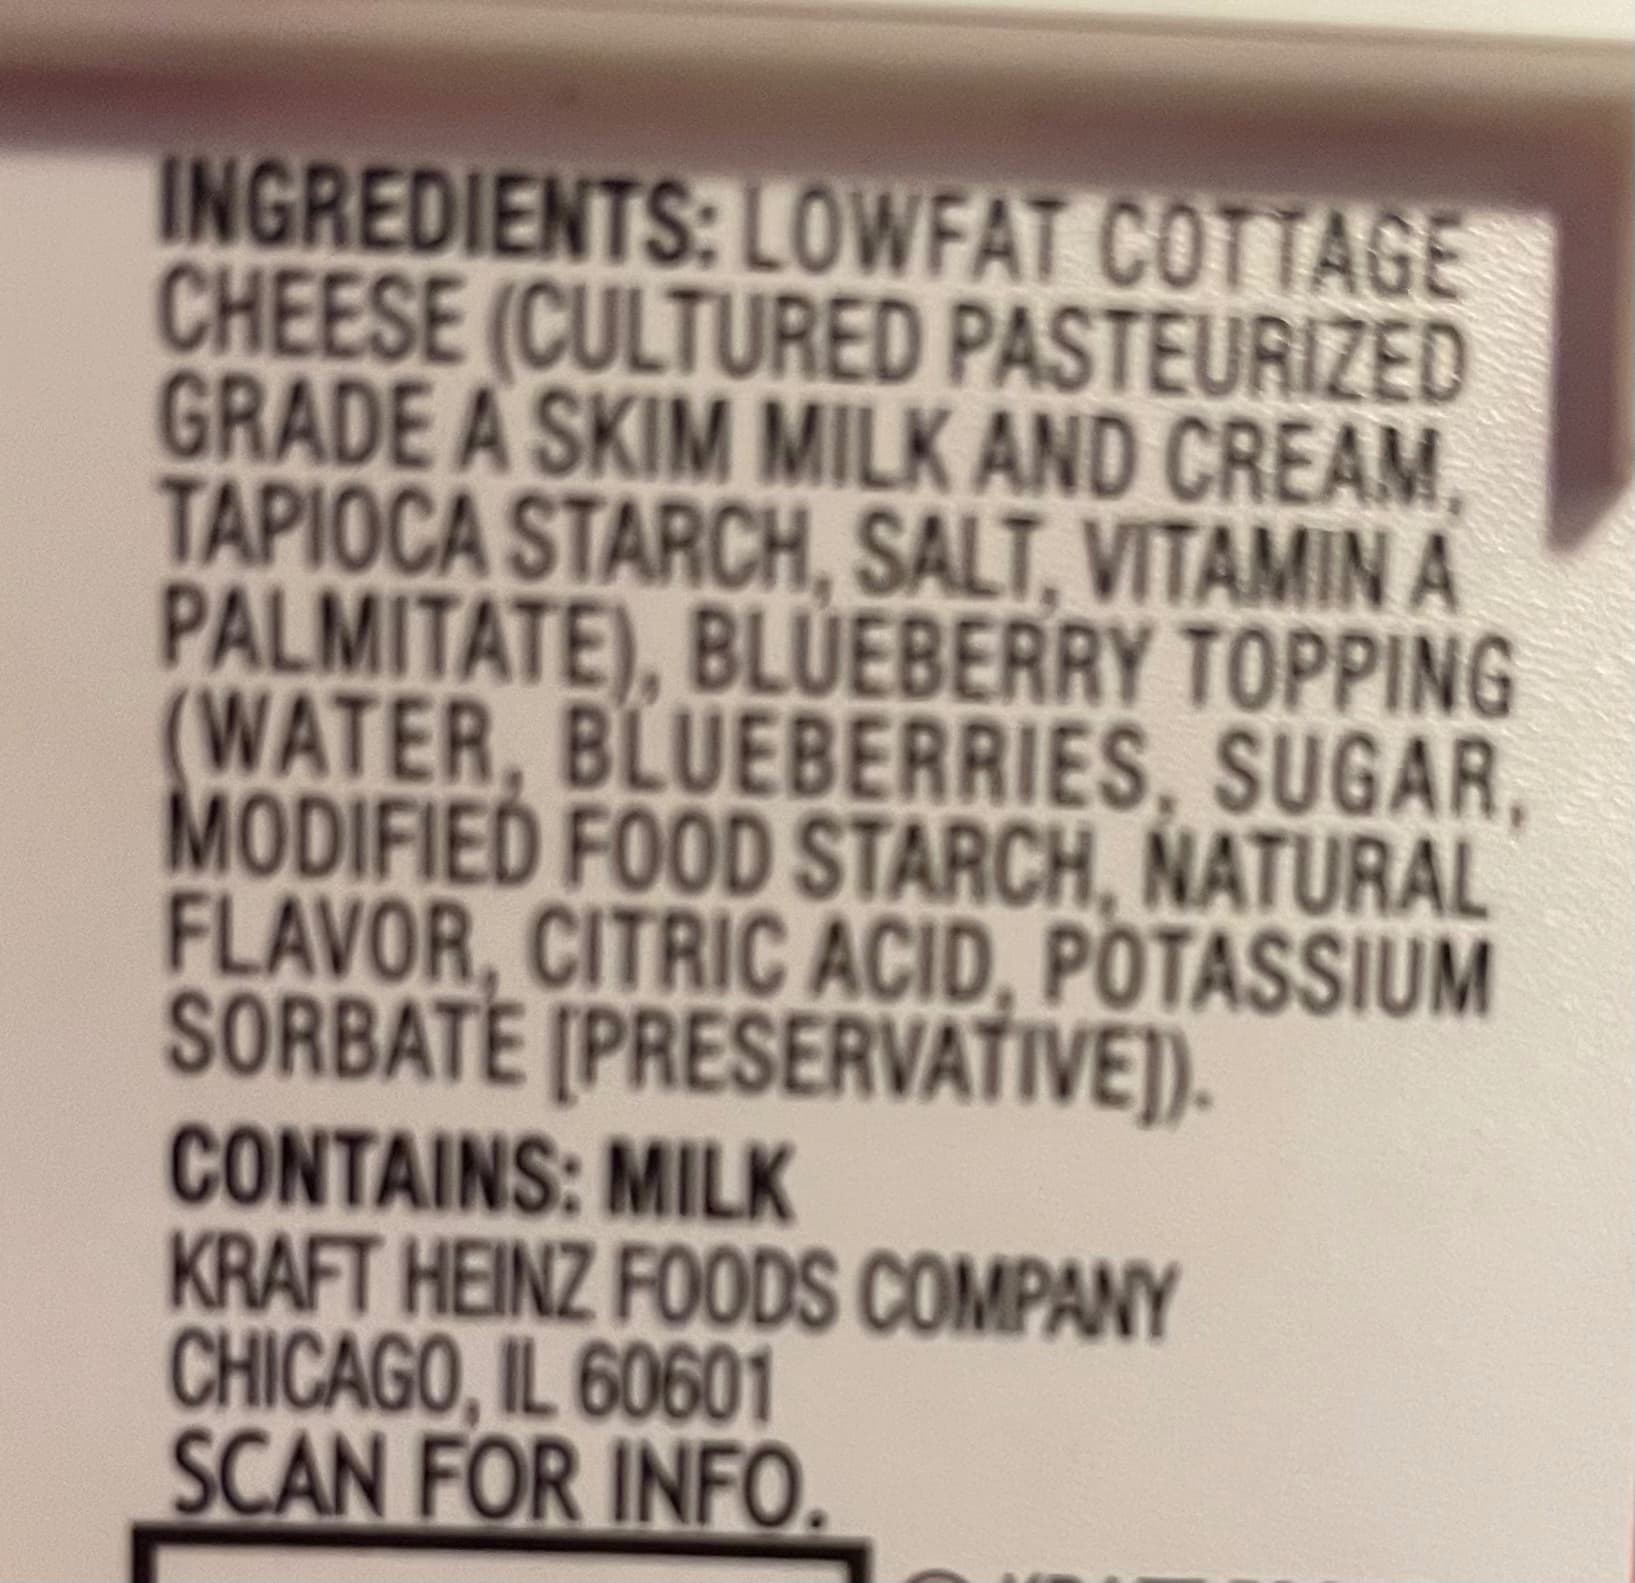 INGREDIENTS: LOWFAT COTTAGE
CHEESE (CULTURED PASTEURIZED
GRADE A SKIM MILK AND CREAM,
TAPIOCA STARCH, SALT, VITAMIN A
PALMITATE), BLUEBERRY TOPPING
(WATER, BLUEBERRIES, SUGAR,
MODIFIED FOOD STARCH, NATURAL
FLAVOR, CITRIC ACID, POTASSIUM
SORBATE [PRESERVATIVE]).
CONTAINS: MILK
KRAFT HEINZ FOODS COMPANY
CHICAGO, IL 60601
SCAN FOR INFO.